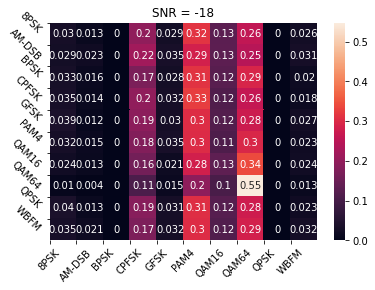 SNR = -18
8PSK 0.03 0.013 0 0.2 0.029 0.32 0.13 0.26 0 0.026
AM-DSB 0.029 0.023 0 0.22 0.035 0.29 0.13 0.25 0 0.031
BPSK 0.033 0.016 0 0.17 0.028 0.31 0.12 0.29 0 0.02
CPFSK 0.035 0.014 0 0.2 0.032 0.33 0.12 0.26 0 0.018
GFSK 0.039 0.012 0 0.19 0.03 0.3 0.12 0.28 0 0.027
PAM4 0.032 0.015 0 0.18 0.035 0.3 0.11 0.3 0 0.023
QAM16 0.024 0.013 0 0.16 0.021 0.28 0.13 0.34 0 0.024
QAM64 0.01 0.004 0 0.11 0.015 0.2 0.1 0.55 0 0.013
QPSK 0.04 0.013 0 0.19 0.031 0.31 0.12 0.28 0 0.023
WBFM 0.035 0.021 0 0.17 0.032 0.3 0.12 0.29 0 0.032
8PSK AM-DSB BPSK CPFSK GFSK PAM4 QAM16 QAM64 QPSK WBFM
0.5
0.4
0.3
0.2
0.1
0.0